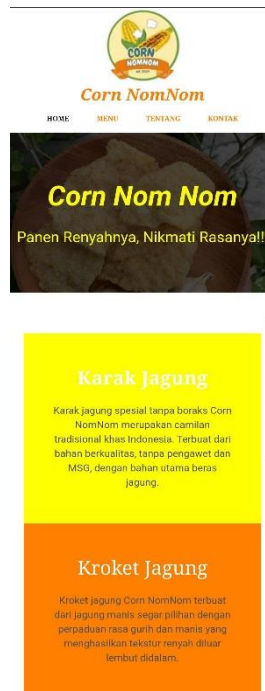 CORN
NOMNOM
Corn NomNom
HOME MENU TENTANG KONTAK
Corn Nom Nom
Panen Renyahnya, Nikmati Rasanya!!
Karak Jagung
Karak jagung spesial tanpa boraks Corn
NomNom merupakan camilan
tradisional khas Indonesia. Terbuat dari
bahan berkualitas, tanpa pengawet dan
MSG, dengan bahan utama beras
jagung.
Kroket Jagung
Kroket jagung Corn NomNom terbuat
dari jagung manis segar pilihan dengan
perpaduan rasa gurih dan manis yang
menghasilkan tekstur renyah diluar
lembut didalam.